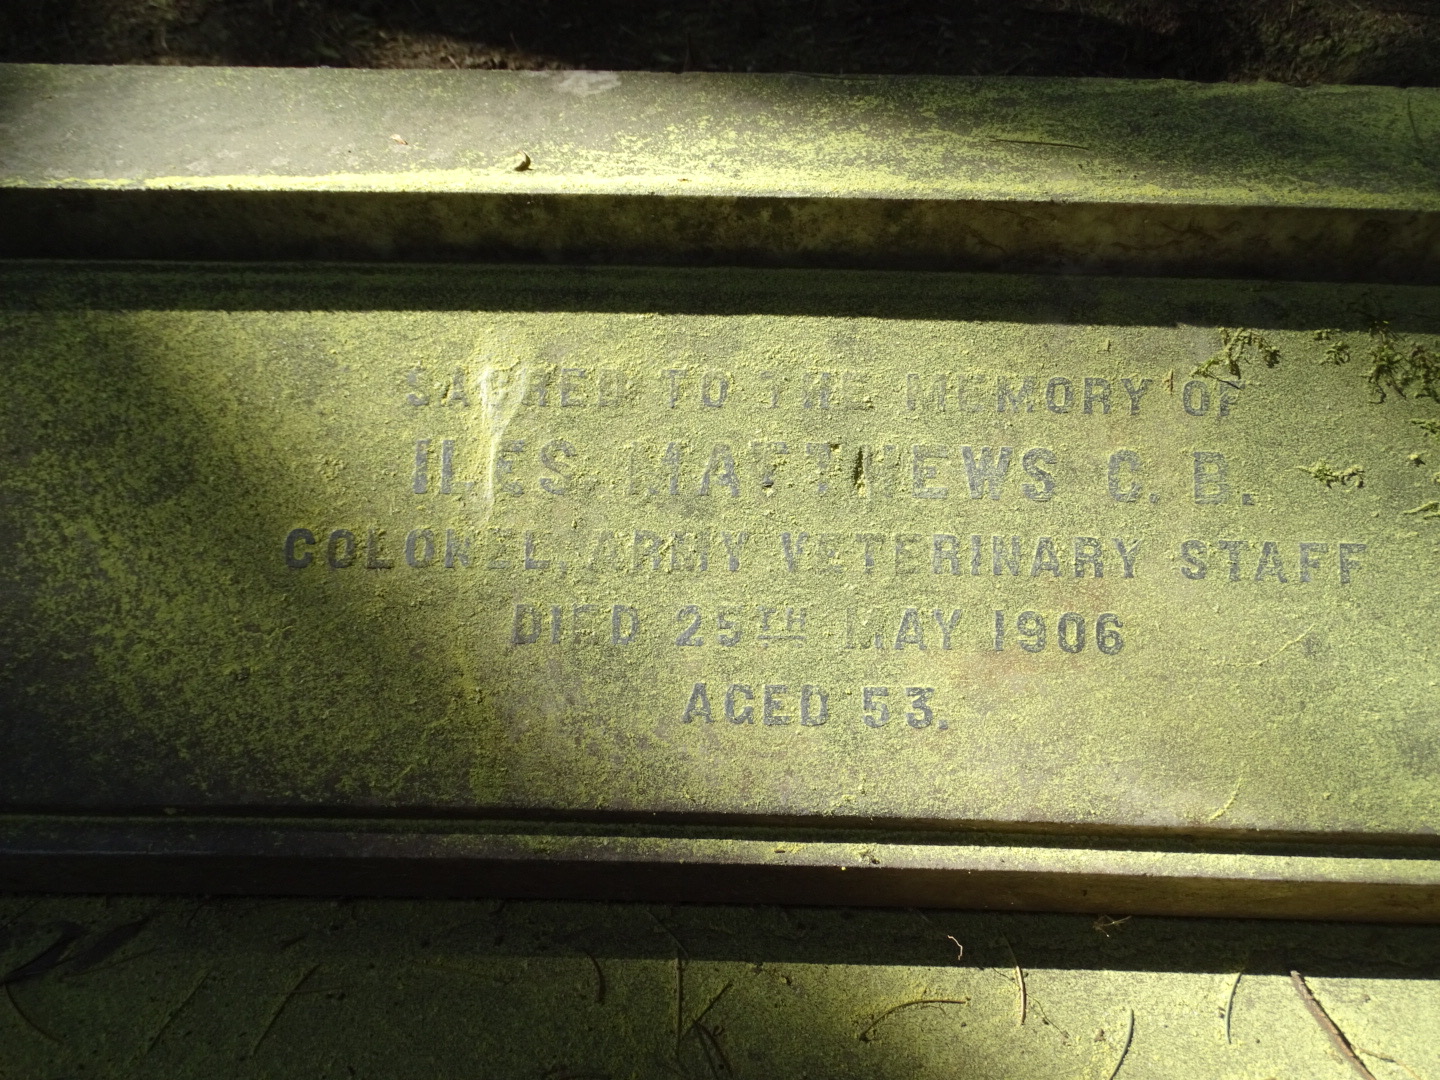 SACRED TO THE MEMORY OF
ILES MATTHEWS C. B.
COLONEL, ARMY VETERINARY STAFF
DIED 25TH MAY 1906
AGED 53.